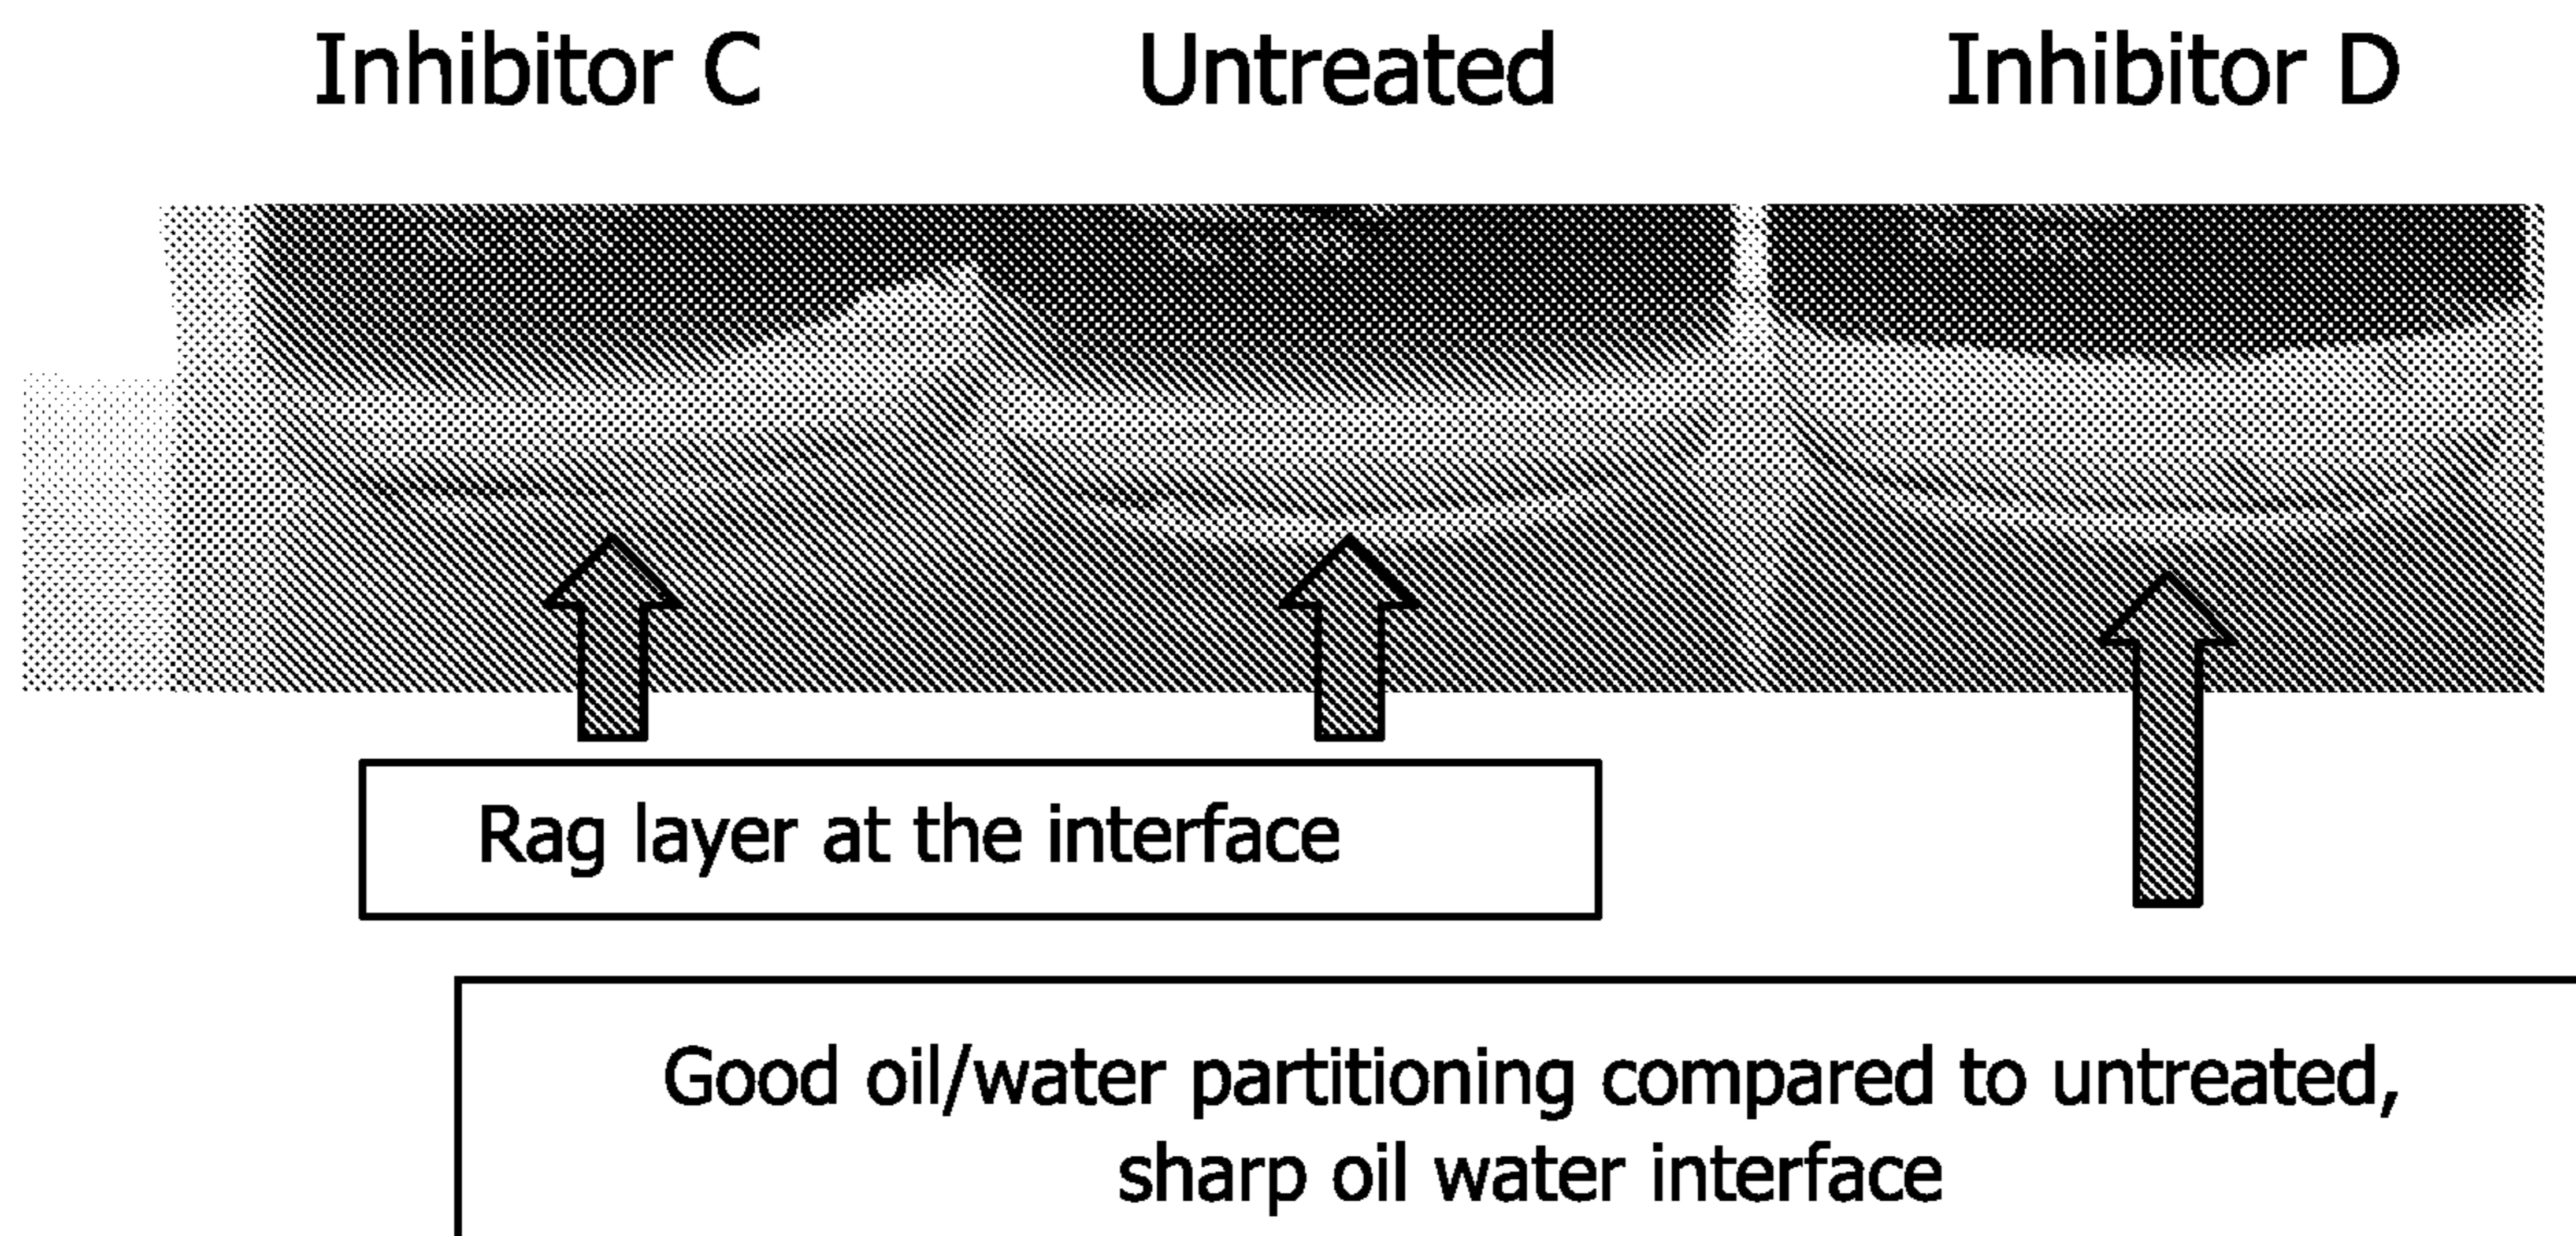 Inhibitor C
Untreated
Inhibitor D
Rag layer at the interface
Good oil/water partitioning compared to untreated,
sharp oil water interface